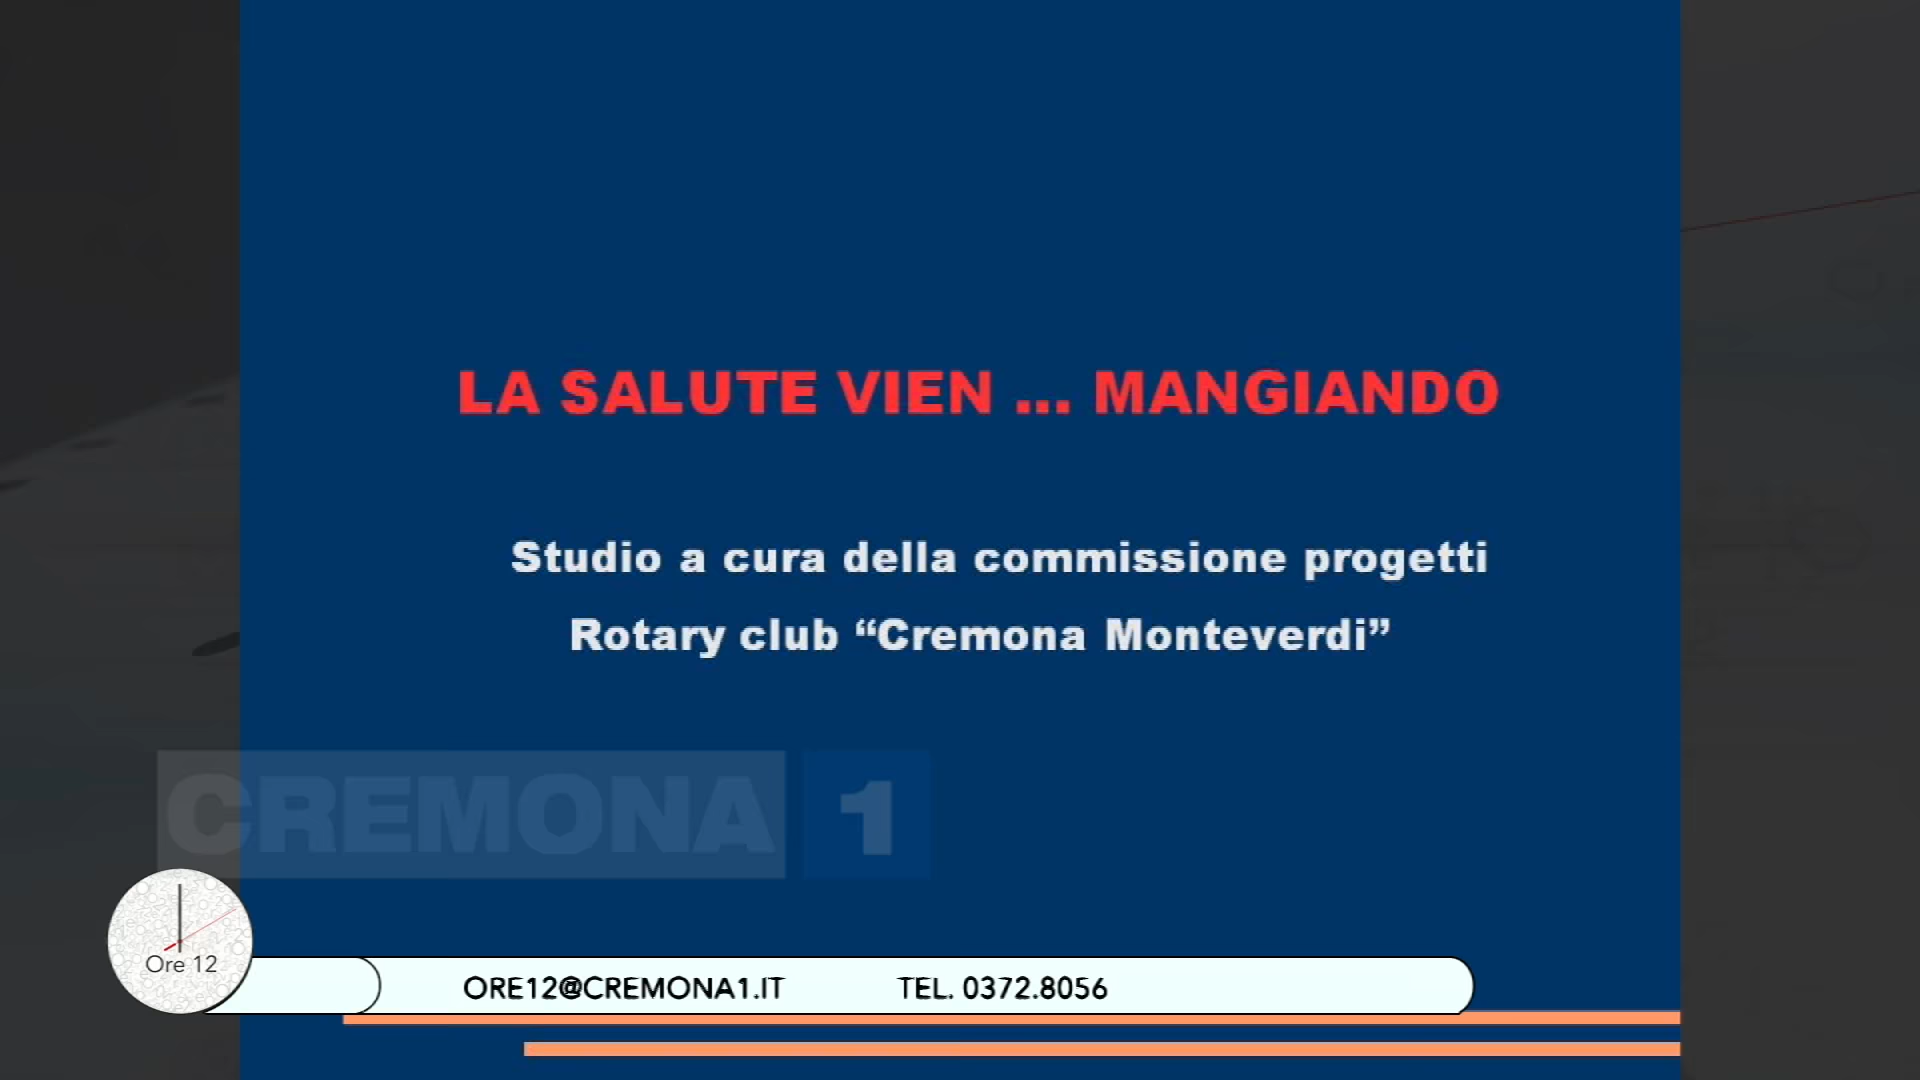 LA SALUTE VIEN ... MANGIANDO
Studio a cura della commissione progetti
Rotary club “Cremona Monteverdi”
CREMONA 1
Ore 12
ORE12@CREMONA1.IT TEL. 0372.8056